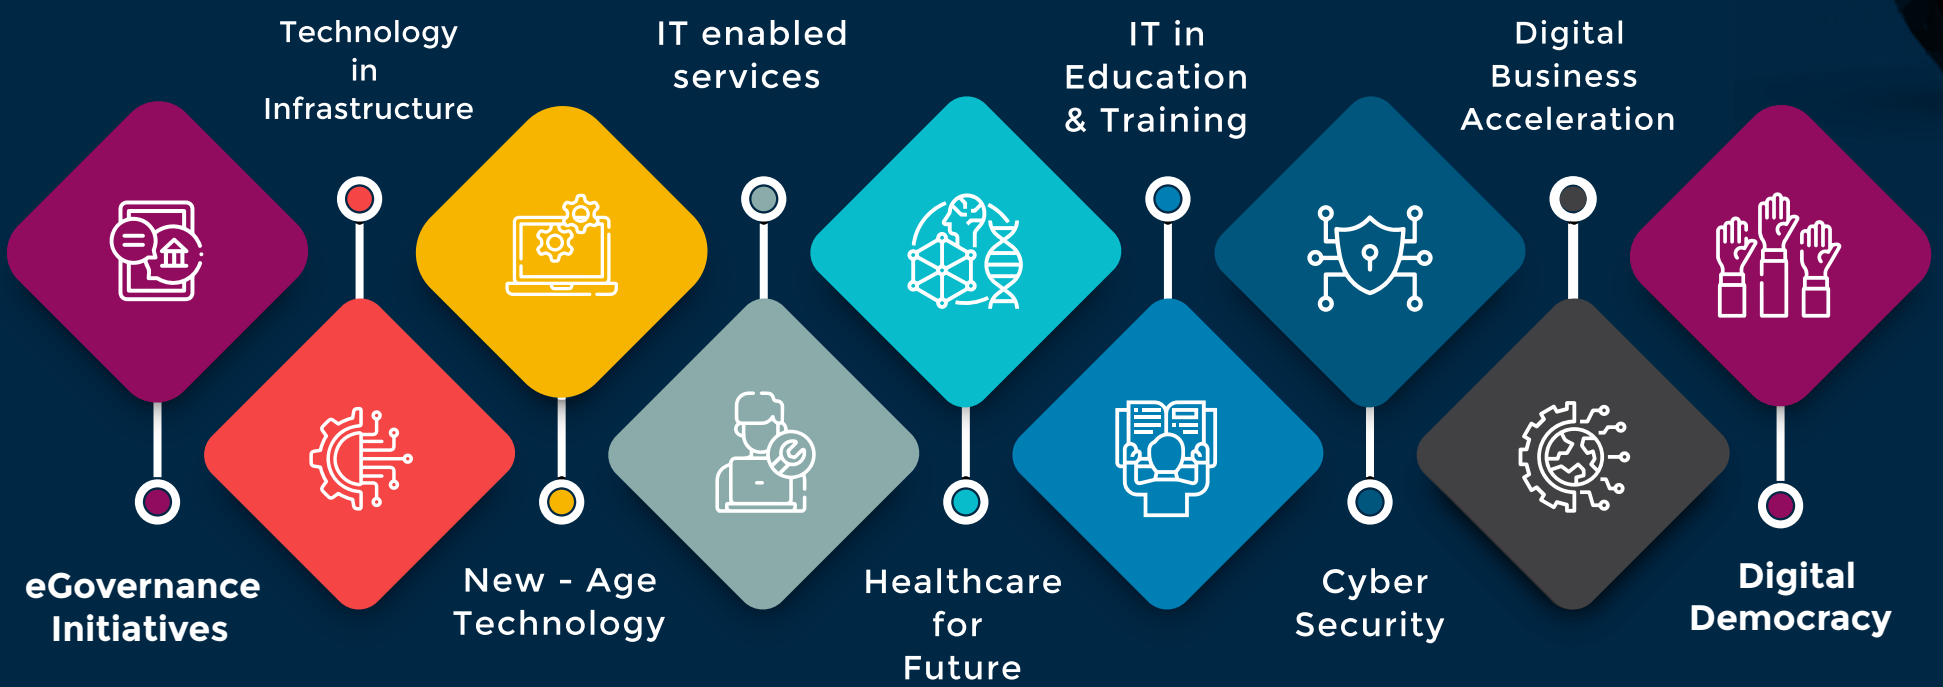 eGovernance
Initiatives
Technology
in
Infrastructure
New - Age
Technology
IT enabled
services
Healthcare
for
Future
IT in
Education
& Training
Cyber
Security
Digital
Business
Acceleration
Digital
Democracy